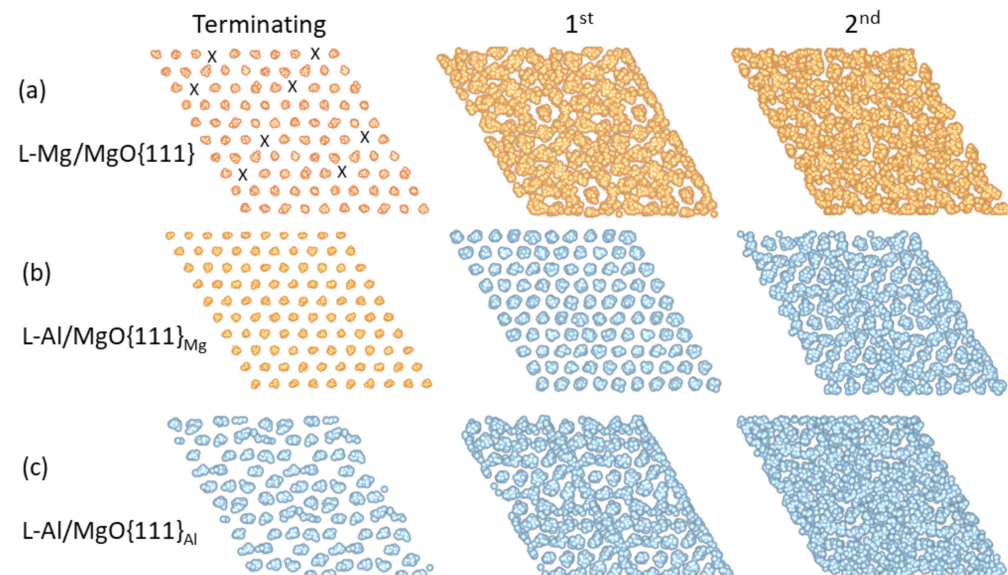 Terminating 1st 2nd
(a)
X X
X X
X X
X X
L-Mg/MgO{111}
(b)
L-Al/MgO{111}Mg
(c)
L-Al/MgO{111}Al